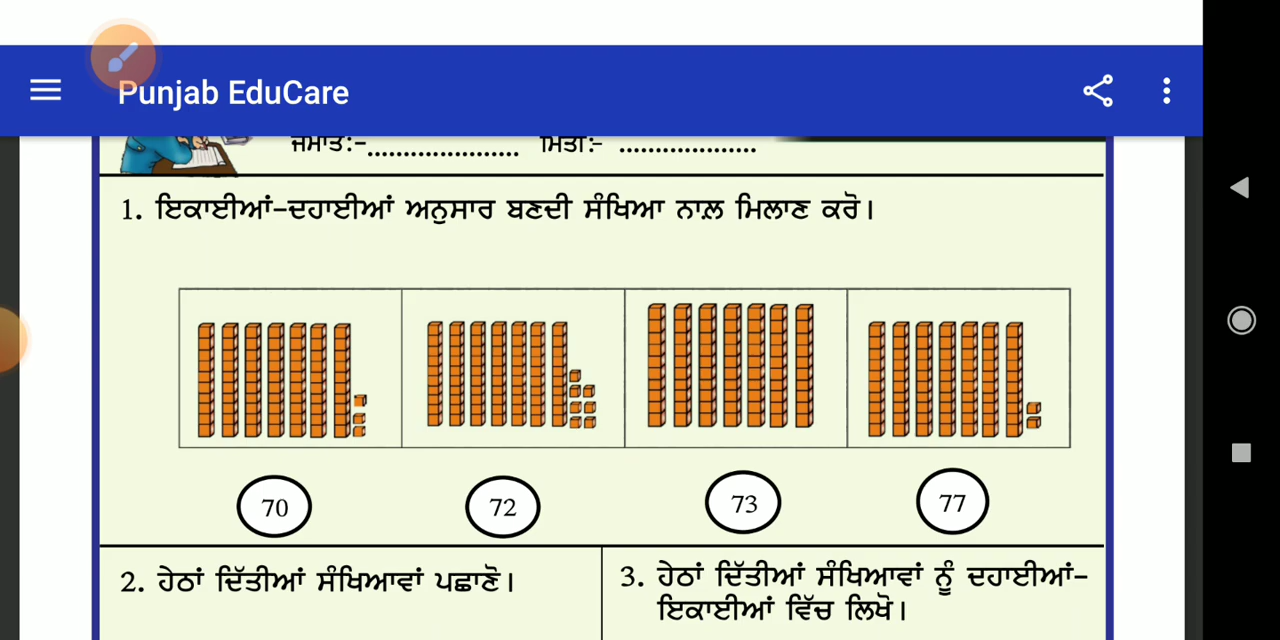 Punjab EduCare
ਜਮਾਤ:-..................... ਮਿਤੀ:- ...................
1. ਇਕਾਈਆਂ-ਦਹਾਈਆਂ ਅਨੁਸਾਰ ਬਣਦੀ ਸੰਖਿਆ ਨਾਲ਼ ਮਿਲਾਣ ਕਰੋ।
70 72 73 77
2. ਹੇਠਾਂ ਦਿੱਤੀਆਂ ਸੰਖਿਆਵਾਂ ਪਛਾਣੋ।
3. ਹੇਠਾਂ ਦਿੱਤੀਆਂ ਸੰਖਿਆਵਾਂ ਨੂੰ ਦਹਾਈਆਂ-
ਇਕਾਈਆਂ ਵਿੱਚ ਲਿਖੋ।